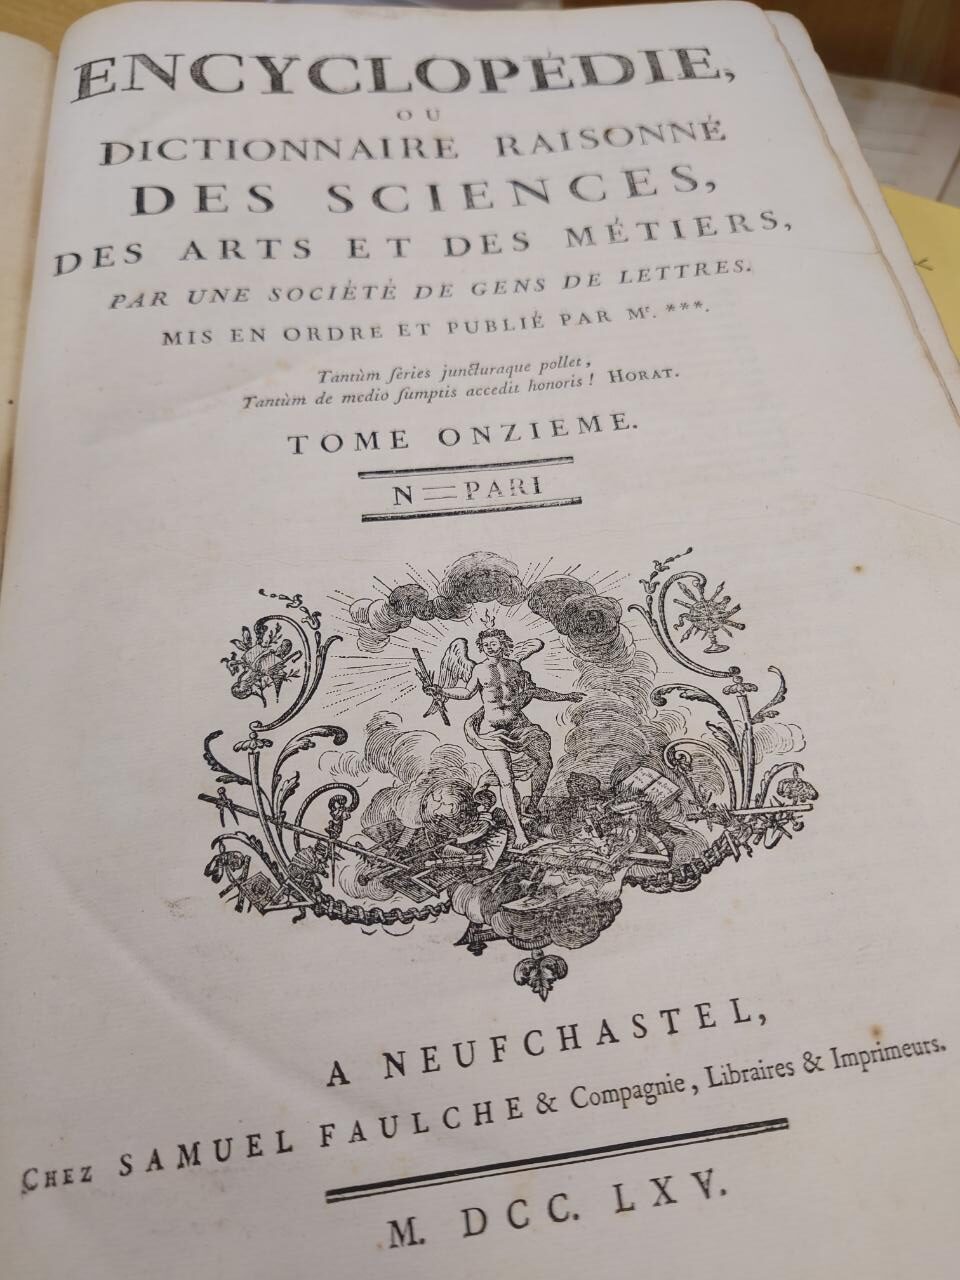 ENCYCLOPÉDIE,
OU
DICTIONNAIRE RAISONNÉ
DES SCIENCES,
DES ARTS ET DES MÉTIERS,
PAR UNE SOCIÉTÉ DE GENS DE LETTRES.
MIS EN ORDRE ET PUBLIÉ PAR Mr. ***.
Tantùm ſeries juncturaque pollet,
Tantùm de medio ſumptis accedit honoris! HORAT.
TOME ONZIEME.
N=PARI
A NEUFCHASTEL,
CHEZ SAMUEL FAULCHE & Compagnie, Libraires & Imprimeurs.
M. DCC. LXV.